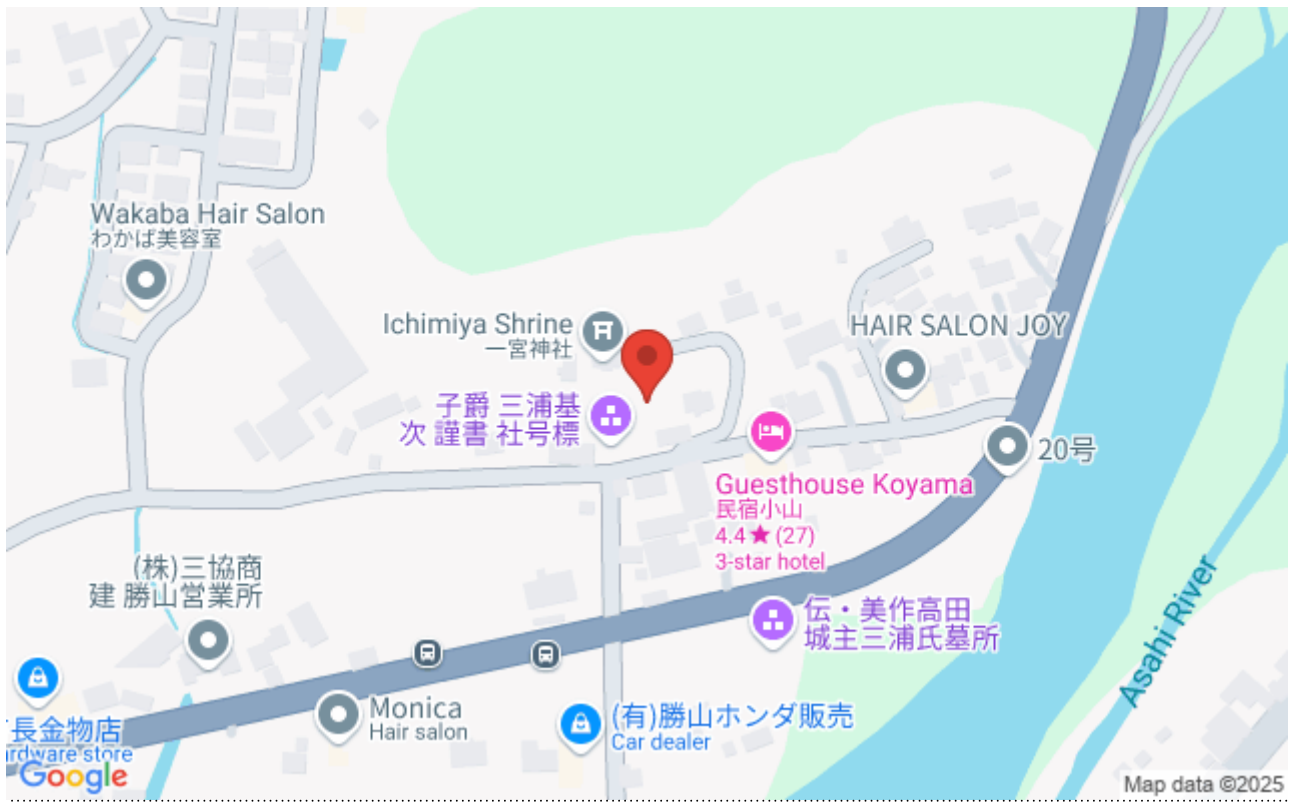 Wakaba Hair Salon
わかば美容室
Ichimiya Shrine
一宮神社
HAIR SALON JOY
子爵 三浦基
次 謹書 社号標
20号
Guesthouse Koyama
民宿小山
4.4★ (27)
3-star hotel
(株)三協商
建 勝山営業所
伝・美作高田
城主三浦氏墓所
Asahi River
Monica
Hair salon
(有)勝山ホンダ販売
Car dealer
長金物店
ardware store
Google
Map data ©2025